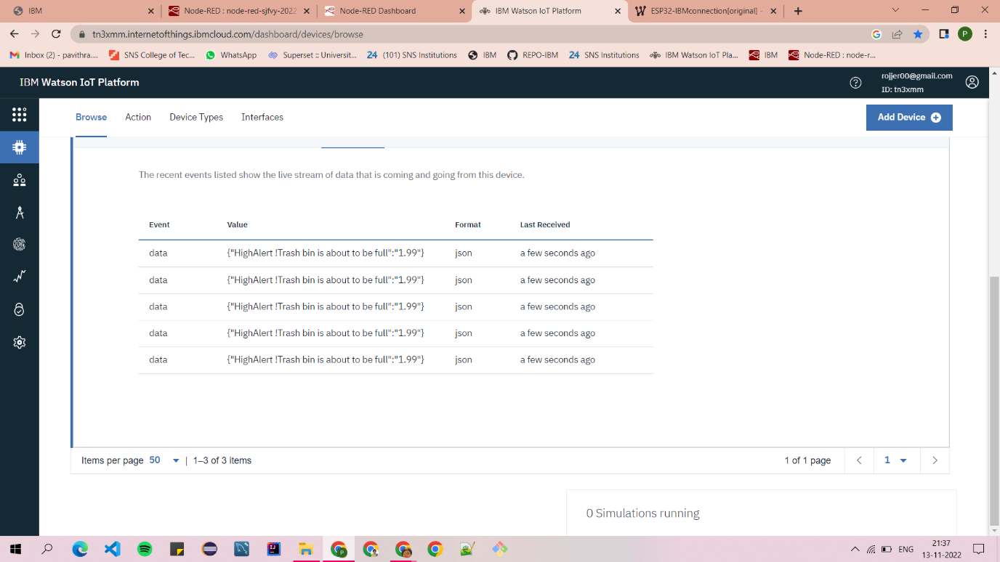 IBM
Node-RED : node-red-sjfvy-2022
Node-RED Dashboard
IBM Watson IoT Platform
ESP32-IBMconnection[original] -
tn3xmm.internetofthings.ibmcloud.com/dashboard/devices/browse
P
Inbox (2) - pavithra....
SNS College of Tec...
WhatsApp
Superset :: Universit...
24 (101) SNS Institutions
IBM
REPO-IBM
24 SNS Institutions
IBM Watson IoT Pla...
IBM
Node-RED : node-r...
IBM Watson IoT Platform
rojjer00@gmail.com
ID: tn3xmm
Browse
Action
Device Types
Interfaces
Add Device
The recent events listed show the live stream of data that is coming and going from this device.
Event Value Format Last Received
data {"HighAlert !Trash bin is about to be full":"1.99"} json a few seconds ago
data {"HighAlert !Trash bin is about to be full":"1.99"} json a few seconds ago
data {"HighAlert !Trash bin is about to be full":"1.99"} json a few seconds ago
data {"HighAlert !Trash bin is about to be full":"1.99"} json a few seconds ago
data {"HighAlert !Trash bin is about to be full":"1.99"} json a few seconds ago
Items per page 50 | 1–3 of 3 items
1 of 1 page
1
0 Simulations running
ENG
21:37
13-11-2022